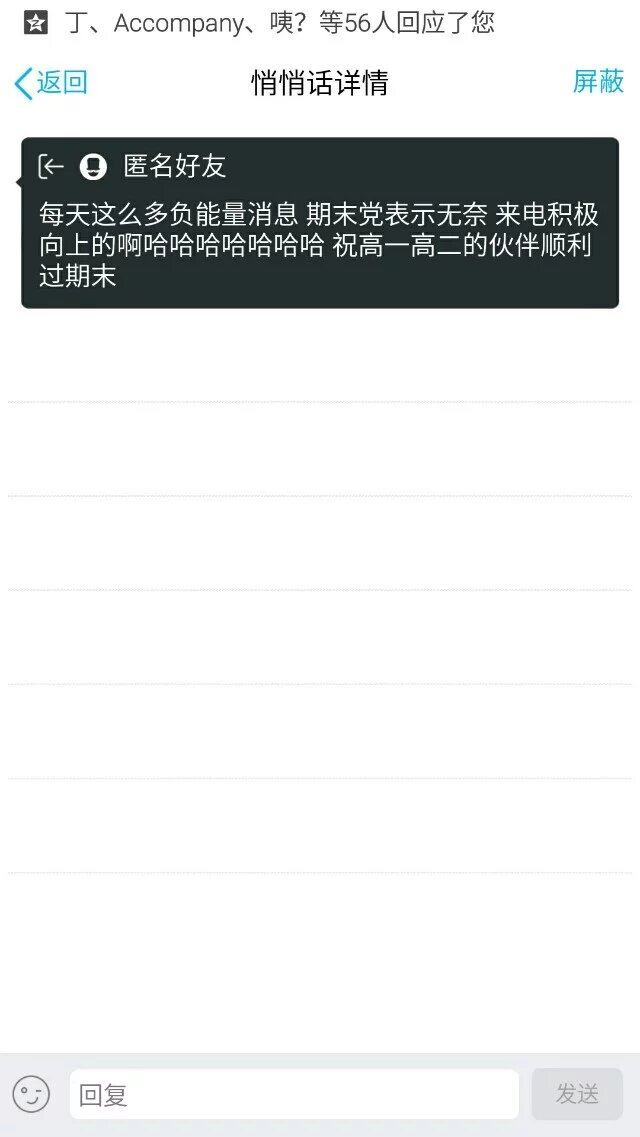 丁、Accompany、咦？等56人回应了您
返回 悄悄话详情 屏蔽
匿名好友
每天这么多负能量消息 期末党表示无奈 来电积极
向上的啊哈哈哈哈哈哈哈 祝高一高二的伙伴顺利
过期末
回复 发送